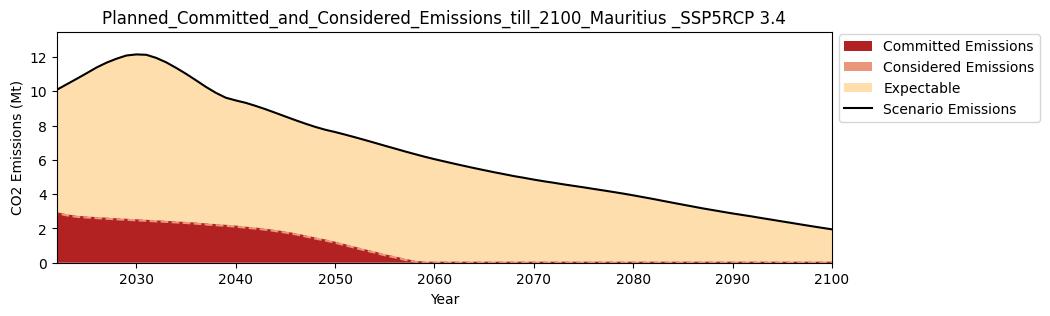 Planned_Committed_and_Considered_Emissions_till_2100_Mauritius _SSP5RCP 3.4
Committed Emissions
Considered Emissions
Expectable
Scenario Emissions
CO2 Emissions (Mt)
12
10
8
6
4
2
0
2030 2040 2050 2060 2070 2080 2090 2100
Year